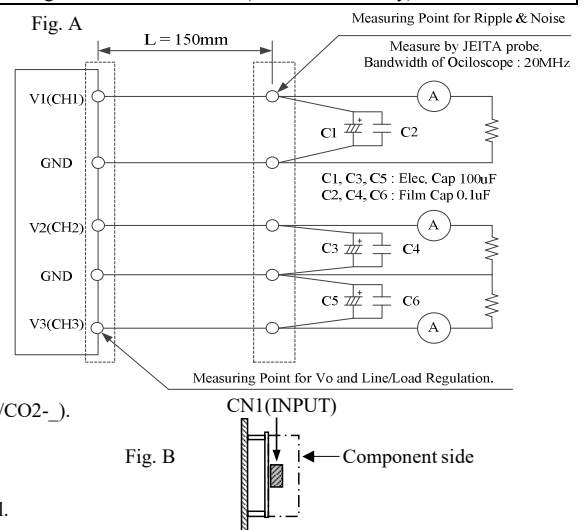 Fig. A
Measuring Point for Ripple & Noise
L = 150mm
Measure by JEITA probe.
Bandwidth of Ociloscope : 20MHz
V1(CH1)
A
C1
+
C2
GND
C1, C3, C5 : Elec. Cap 100uF
C2, C4, C6 : Film Cap 0.1uF
V2(CH2)
A
C3
+
C4
GND
C5
+
C6
V3(CH3)
A
Measuring Point for Vo and Line/Load Regulation.
/CO2-_).
CN1(INPUT)
Fig. B
Component side